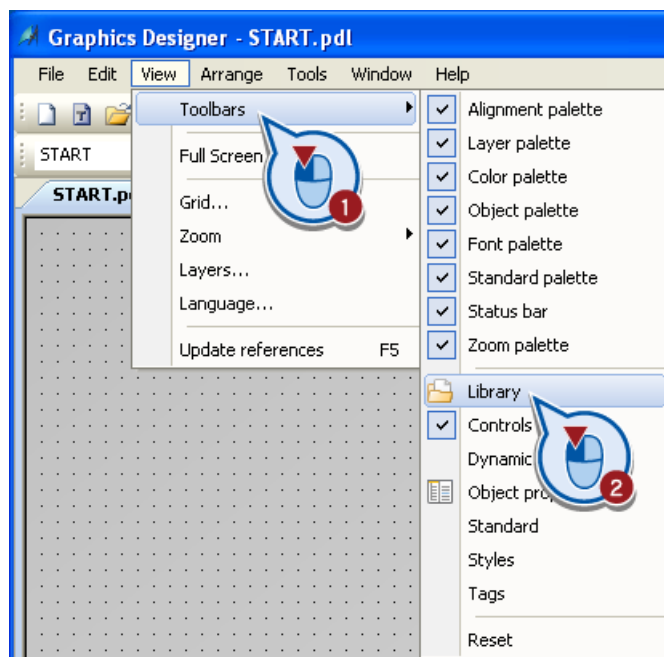 Graphics Designer - START.pdl
File Edit View Arrange Tools Window Help
START
START.p
Toolbars
Full Screen
Grid...
Zoom
Layers...
Language...
Update references F5
1
Alignment palette
Layer palette
Color palette
Object palette
Font palette
Standard palette
Status bar
Zoom palette
Library
Controls
Dynamic
Object
Standard
Styles
Tags
Reset
2